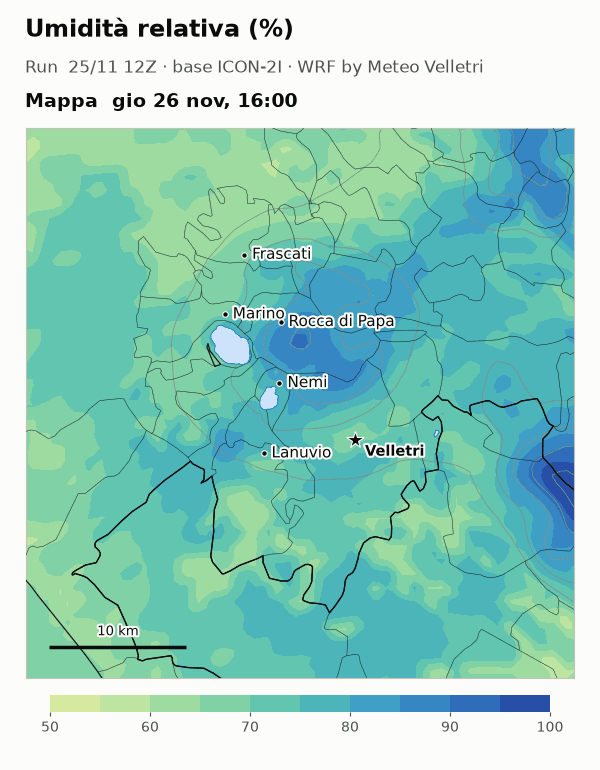 Umidità relativa (%)
Run  25/11 12Z · base ICON-2I · WRF by Meteo Velletri
Mappa  gio 26 nov, 16:00
Frascati
Marino
Rocca di Papa
Nemi
Velletri
Lanuvio
10 km
50 60 70 80 90 100